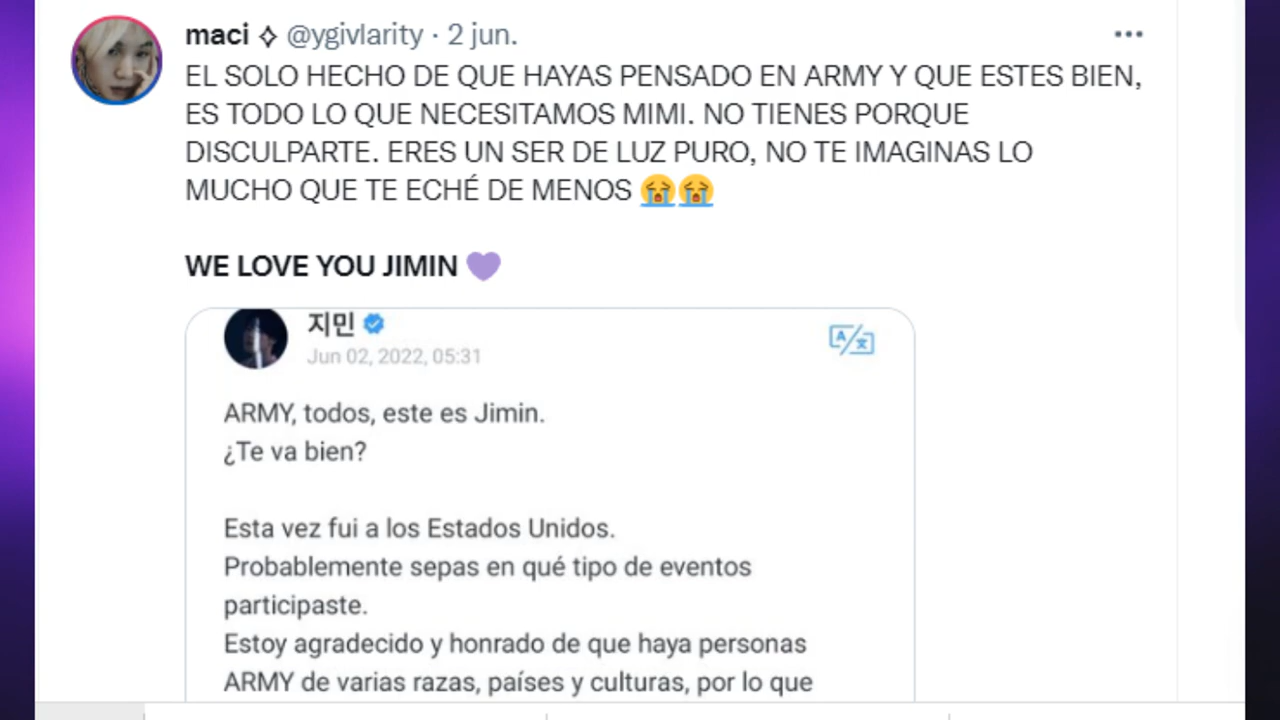 maci ✧ @ygivlarity · 2 jun.
EL SOLO HECHO DE QUE HAYAS PENSADO EN ARMY Y QUE ESTES BIEN,
ES TODO LO QUE NECESITAMOS MIMI. NO TIENES PORQUE
DISCULPARTE. ERES UN SER DE LUZ PURO, NO TE IMAGINAS LO
MUCHO QUE TE ECHÉ DE MENOS 😭😭
WE LOVE YOU JIMIN 💜
지민
Jun 02, 2022, 05:31
ARMY, todos, este es Jimin.
¿Te va bien?
Esta vez fui a los Estados Unidos.
Probablemente sepas en qué tipo de eventos
participaste.
Estoy agradecido y honrado de que haya personas
ARMY de varias razas, países y culturas, por lo que